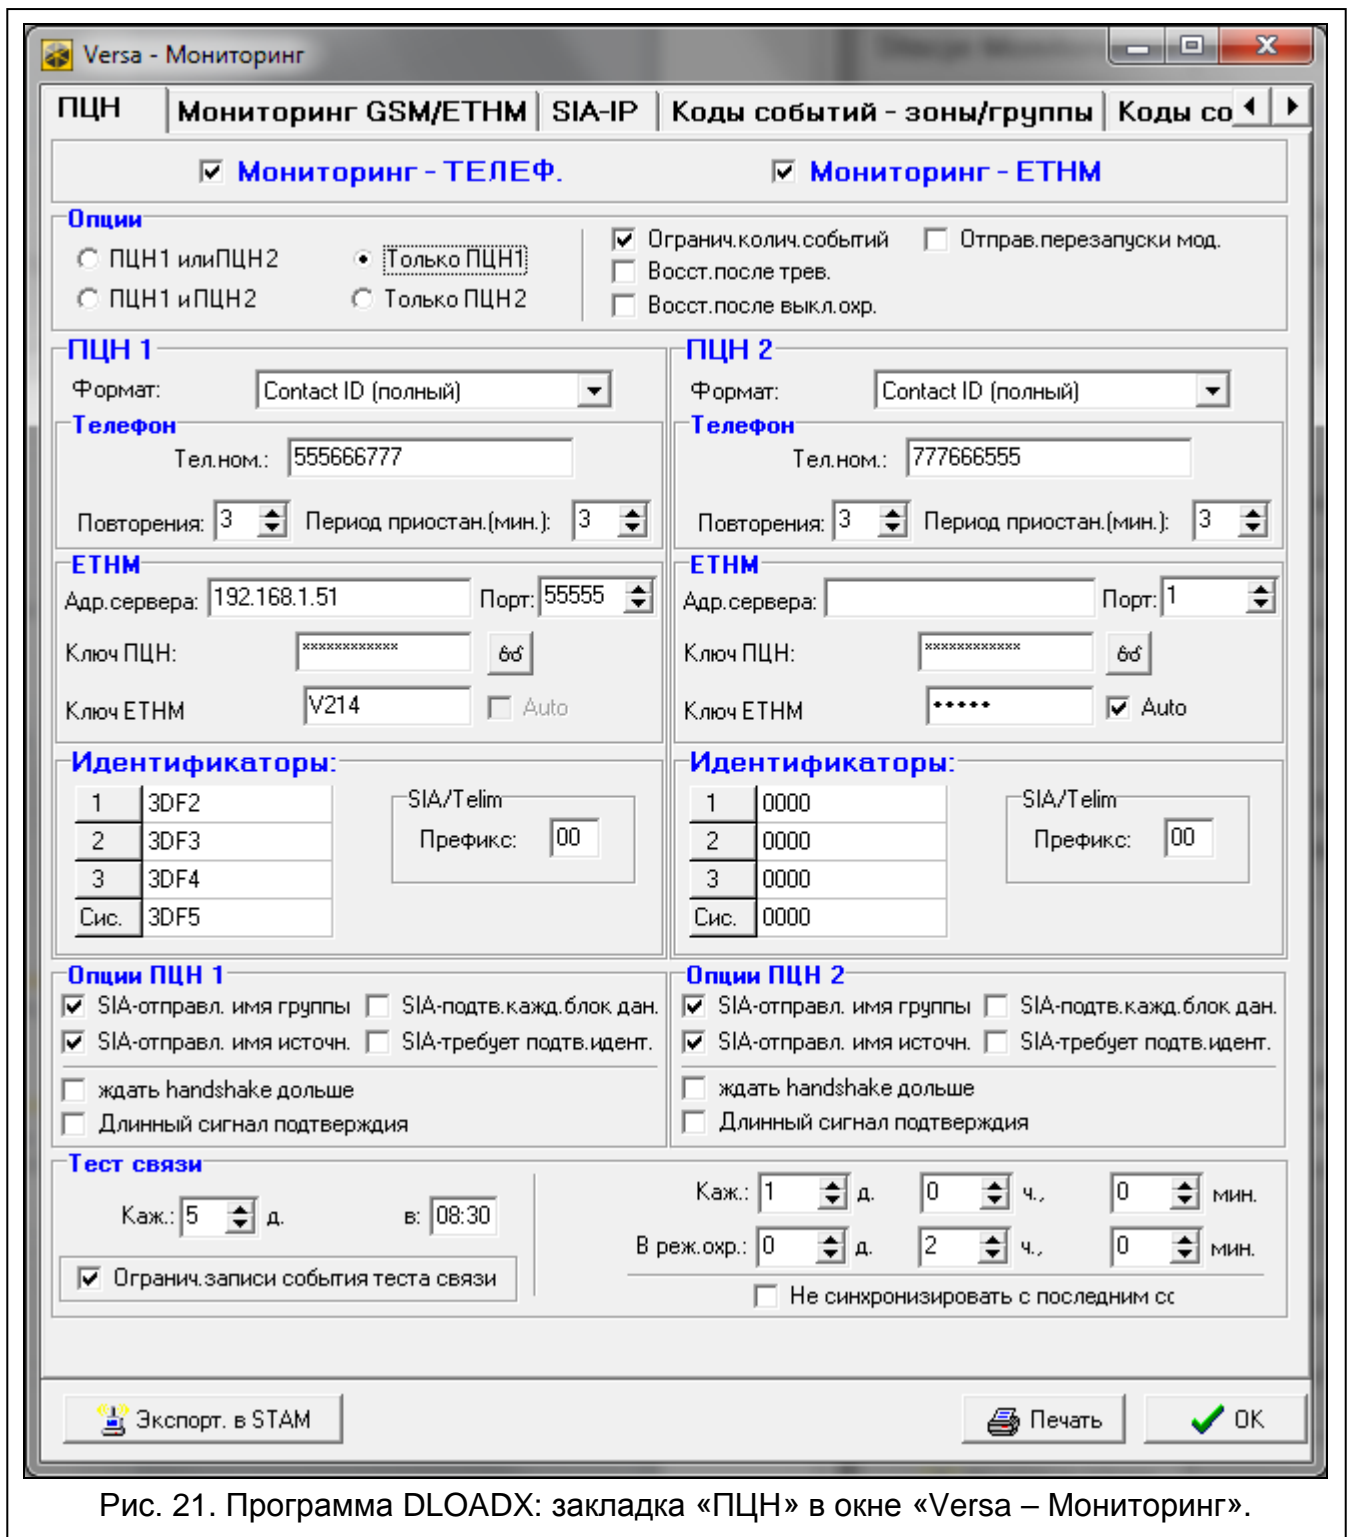 Versa - Мониторинг
ПЦН Мониторинг GSM/ETHM SIA-IP Коды событий - зоны/группы Коды со
Мониторинг - ТЕЛЕФ. Мониторинг - ETHM
Опции
ПЦН1 илиПЦН2 Только ПЦН1 Огранич.колич.событий Отправ.перезапуски мод.
Восст.после трев.
ПЦН1 иПЦН2 Только ПЦН2 Восст.после выкл.охр.
ПЦН 1 ПЦН 2
Формат: Contact ID (полный) Формат: Contact ID (полный)
Телефон Телефон
Тел.ном.: 555666777 Тел.ном.: 777666555
Повторения: 3 Период приостан.(мин.): 3 Повторения: 3 Период приостан.(мин.): 3
ETHM ETHM
Адр.сервера: 192.168.1.51 Порт: 55555 Адр.сервера: Порт: 1
Ключ ПЦН: ************ Ключ ПЦН: ************
Ключ ETHM V214 Auto Ключ ETHM ••••• Auto
Идентификаторы: Идентификаторы:
1 3DF2 SIA/Telim 1 0000 SIA/Telim
2 3DF3 Префикс: 00 2 0000 Префикс: 00
3 3DF4 3 0000
Сис. 3DF5 Сис. 0000
Опции ПЦН 1 Опции ПЦН 2
SIA-отправл. имя группы SIA-подтв.кажд.блок дан. SIA-отправл. имя группы SIA-подтв.кажд.блок дан.
SIA-отправл. имя источн. SIA-требует подтв.идент. SIA-отправл. имя источн. SIA-требует подтв.идент.
ждать handshake дольше ждать handshake дольше
Длинный сигнал подтверждия Длинный сигнал подтверждия
Тест связи
Каж.: 5 д. в: 08:30 Каж.: 1 д. 0 ч., 0 мин.
В реж.охр.: 0 д. 2 ч., 0 мин.
Огранич.записи события теста связи Не синхронизировать с последним сс
Экспорт. в STAM Печать OK
Рис. 21. Программа DLOADX: закладка «ПЦН» в окне «Versa – Мониторинг».